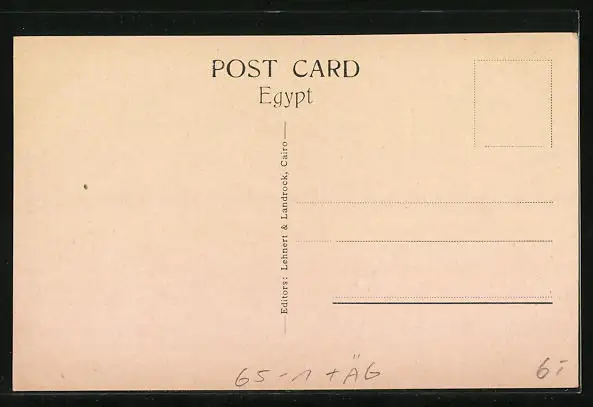 POST CARD
Egypt
Editors: Lehnert & Landrock, Cairo
65-1+ÄG
6,-